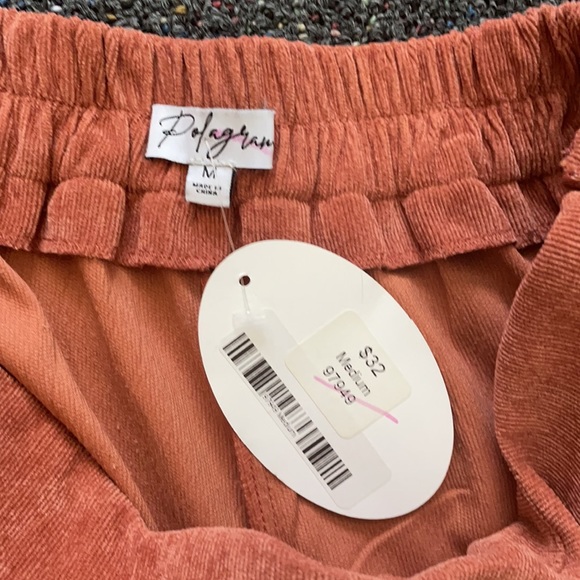 Polagram
M
MADE IN
CHINA
$32
Medium
97949